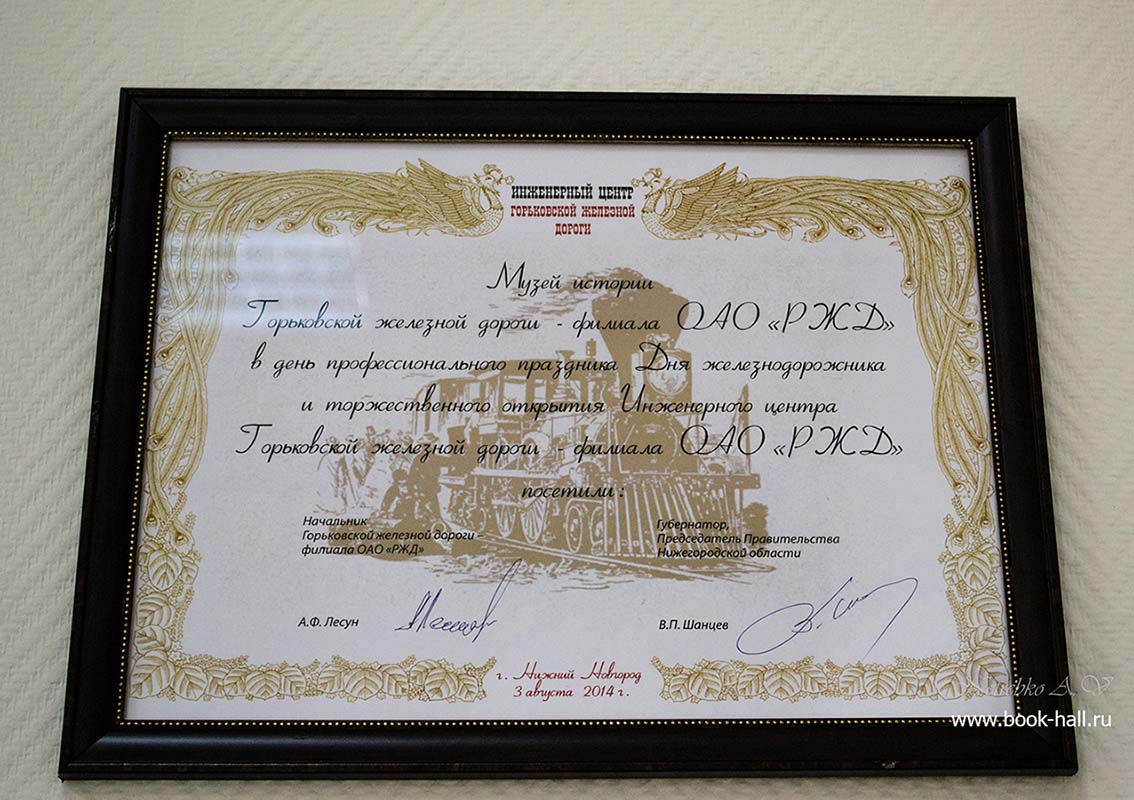 ИНЖЕНЕРНЫЙ ЦЕНТР
ГОРЬКОВСКОЙ ЖЕЛЕЗНОЙ
ДОРОГИ
Музей истории
Горьковской железной дороги - филиала ОАО «РЖД»
в день профессионального праздника Дня железнодорожника
и торжественного открытия Инженерного центра
Горьковской железной дороги - филиала ОАО «РЖД»
посетили:
Начальник
Горьковской железной дороги –
филиала ОАО «РЖД»
А.Ф. Лесун
Губернатор,
Председатель Правительства
Нижегородской области
В.П. Шанцев
г. Нижний Новгород
3 августа 2014 г.
A.V
www.book-hall.ru